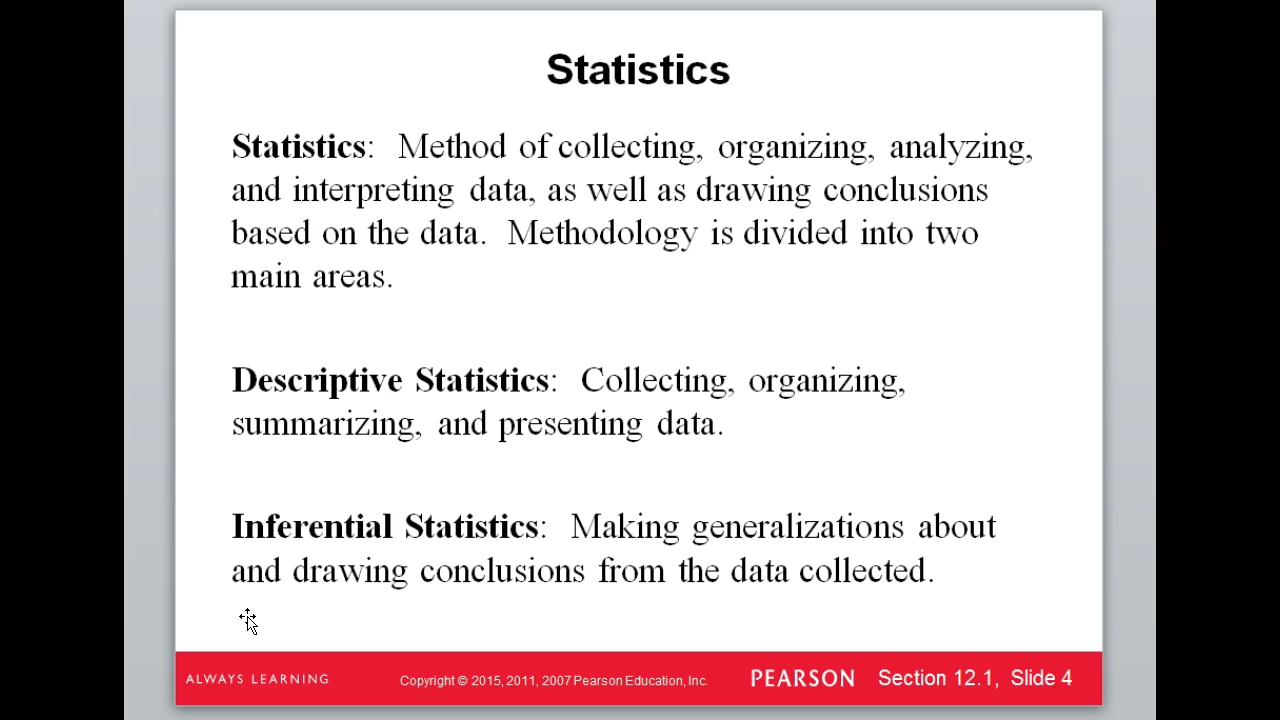 Statistics
Statistics: Method of collecting, organizing, analyzing,
and interpreting data, as well as drawing conclusions
based on the data. Methodology is divided into two
main areas.
Descriptive Statistics: Collecting, organizing,
summarizing, and presenting data.
Inferential Statistics: Making generalizations about
and drawing conclusions from the data collected.
ALWAYS LEARNING Copyright © 2015, 2011, 2007 Pearson Education, Inc. PEARSON Section 12.1, Slide 4